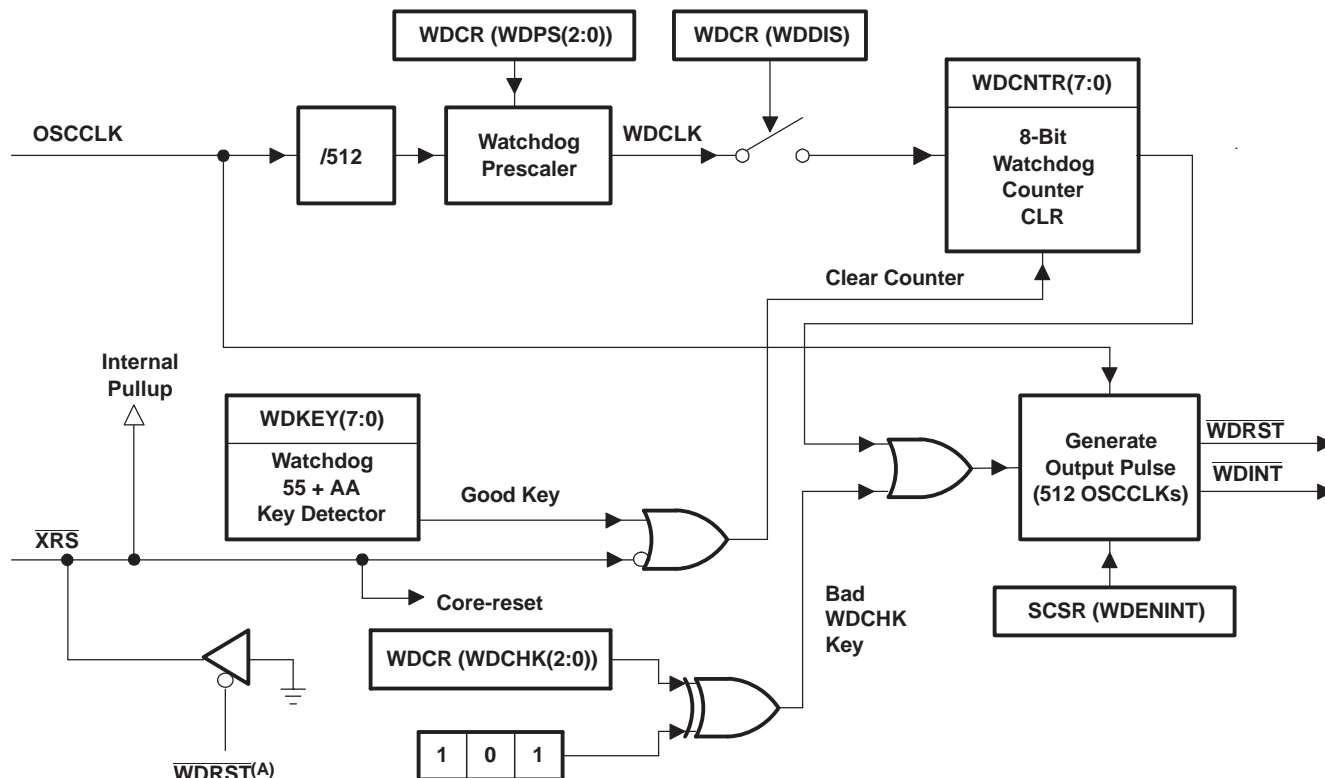 WDCR (WDPS(2:0))
WDCR (WDDIS)
WDCNTR(7:0)
OSCCLK
/512
Watchdog
Prescaler
WDCLK
8-Bit
Watchdog
Counter
CLR
Clear Counter
Internal
Pullup
WDKEY(7:0)
Watchdog
55 + AA
Key Detector
Good Key
Generate
Output Pulse
(512 OSCCLKs)
WDRST
WDINT
XRS
Core-reset
Bad
WDCHK
Key
SCSR (WDENINT)
WDCR (WDCHK(2:0))
1 0 1
WDRST(A)